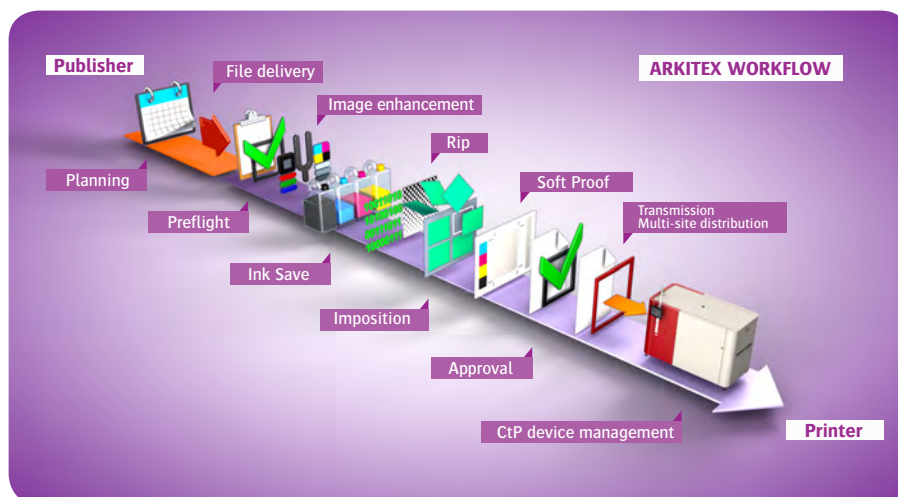 Publisher
ARKITEX WORKFLOW
File delivery
Image enhancement
Rip
Soft Proof
Transmission
Multi-site distribution
Planning
Preflight
Ink Save
Imposition
Approval
CtP device management
Printer